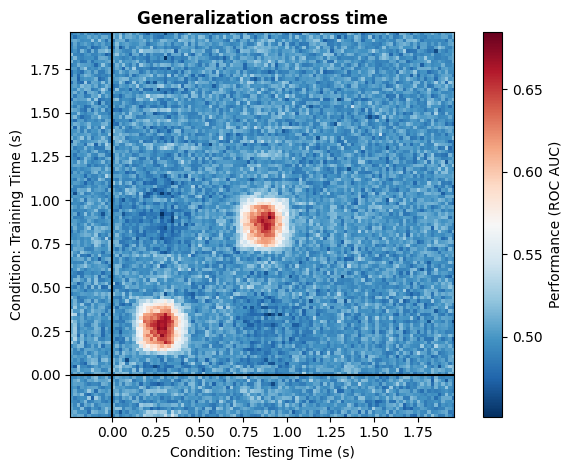 Generalization across time
Condition: Training Time (s)
1.75
1.50
1.25
1.00
0.75
0.50
0.25
0.00
0.00 0.25 0.50 0.75 1.00 1.25 1.50 1.75
Condition: Testing Time (s)
0.65
0.60
0.55
0.50
Performance (ROC AUC)